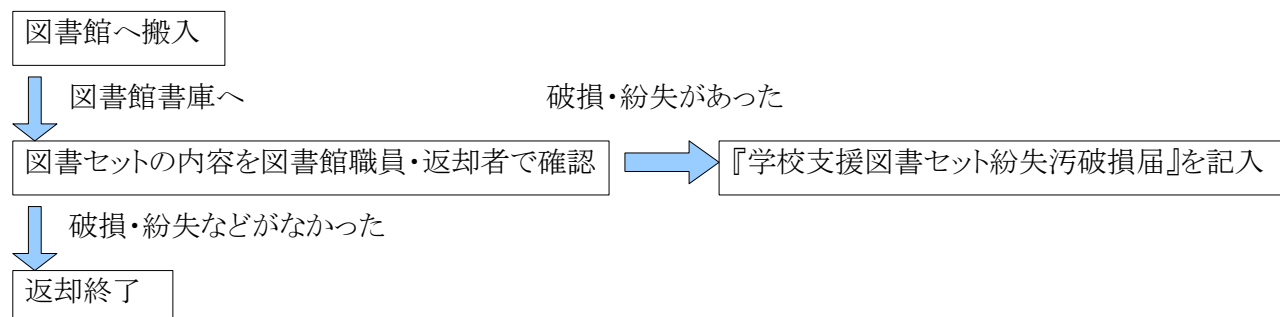 図書館へ搬入
図書館書庫へ
破損・紛失があった
図書セットの内容を図書館職員・返却者で確認
『学校支援図書セット紛失汚破損届』を記入
破損・紛失などがなかった
返却終了